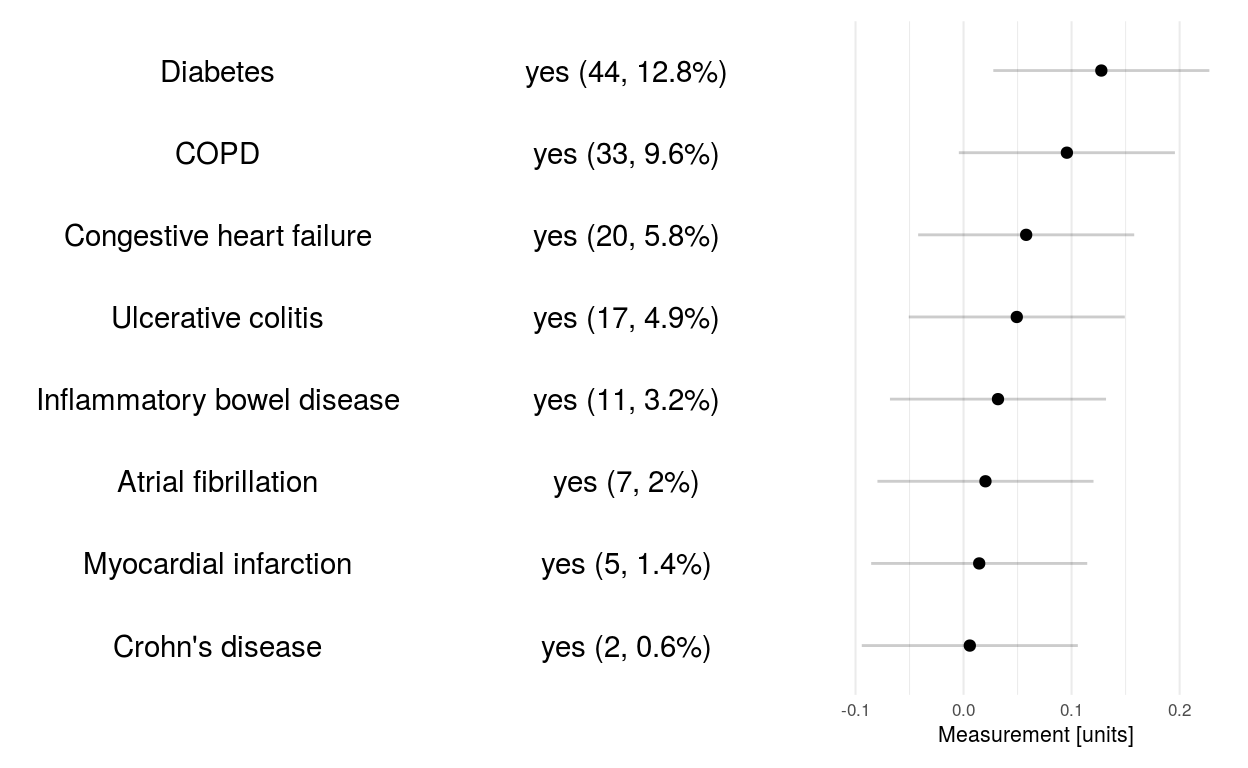 Diabetes yes (44, 12.8%)
COPD yes (33, 9.6%)
Congestive heart failure yes (20, 5.8%)
Ulcerative colitis yes (17, 4.9%)
Inflammatory bowel disease yes (11, 3.2%)
Atrial fibrillation yes (7, 2%)
Myocardial infarction yes (5, 1.4%)
Crohn's disease yes (2, 0.6%)
-0.1 0.0 0.1 0.2
Measurement [units]